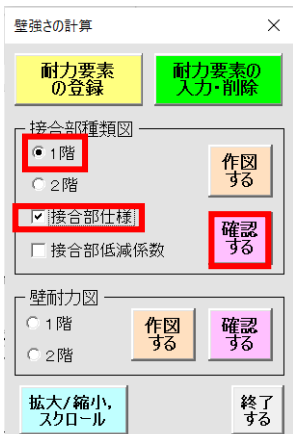 壁強さの計算
耐力要素
の登録
耐力要素の
入力・削除
接合部種類図
1階
2階
作図
する
接合部仕様
接合部低減係数
確認
する
壁耐力図
1階
2階
作図
する
確認
する
拡大/縮小,
スクロール
終了
する